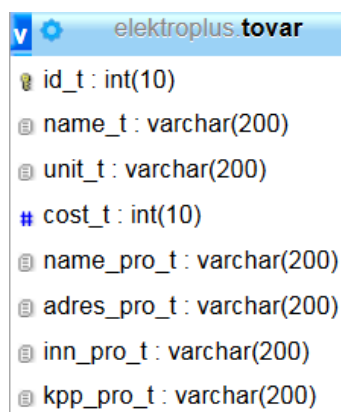 v elektroplus.tovar
id_t : int(10)
name_t : varchar(200)
unit_t : varchar(200)
# cost_t : int(10)
name_pro_t : varchar(200)
adres_pro_t : varchar(200)
inn_pro_t : varchar(200)
kpp_pro_t : varchar(200)